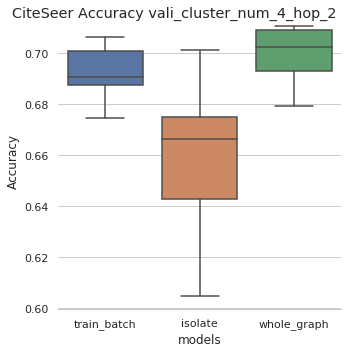 CiteSeer Accuracy vali_cluster_num_4_hop_2
0.70
0.68
0.66
0.64
0.62
0.60
Accuracy
train_batch isolate whole_graph
models